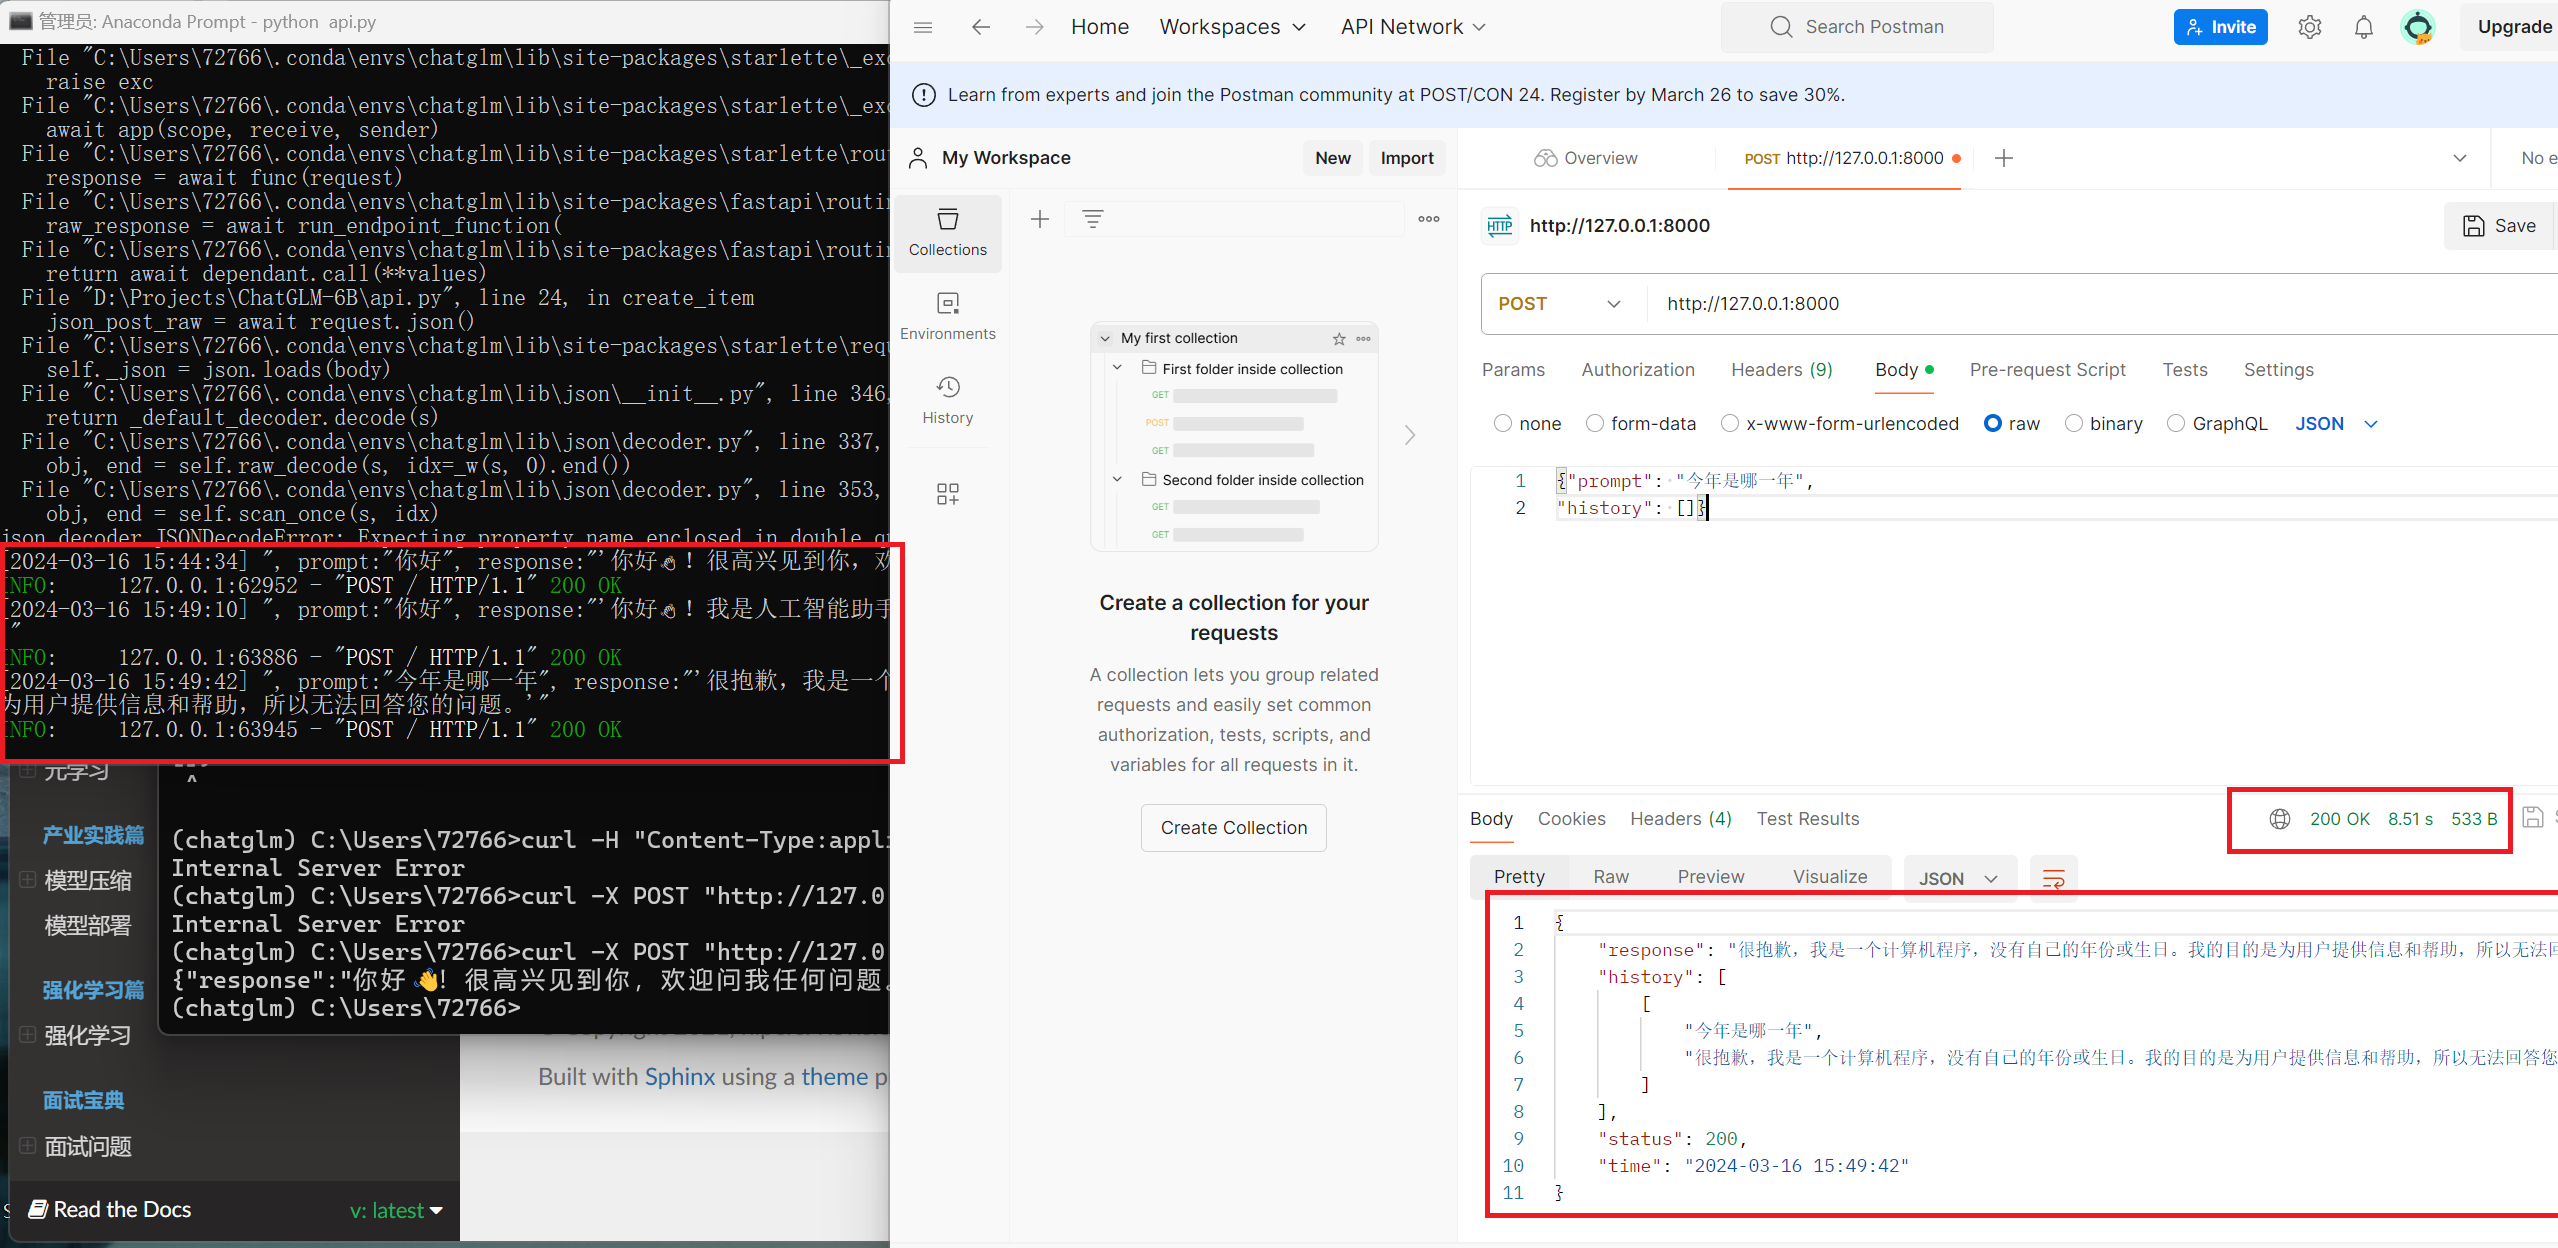 管理员: Anaconda Prompt - python api.py
File "C:\Users\72766\.conda\envs\chatglm\lib\site-packages\starlette\_exc
raise exc
File "C:\Users\72766\.conda\envs\chatglm\lib\site-packages\starlette\_exc
await app(scope, receive, sender)
File "C:\Users\72766\.conda\envs\chatglm\lib\site-packages\starlette\rou
response = await func(request)
File "C:\Users\72766\.conda\envs\chatglm\lib\site-packages\fastapi\routin
raw_response = await run_endpoint_function(
File "C:\Users\72766\.conda\envs\chatglm\lib\site-packages\fastapi\routin
return await dependant.call(**values)
File "D:\Projects\ChatGLM-6B\api.py", line 24, in create_item
json_post_raw = await request.json()
File "C:\Users\72766\.conda\envs\chatglm\lib\site-packages\starlette\requ
self._json = json.loads(body)
File "C:\Users\72766\.conda\envs\chatglm\lib\json\__init__.py", line 346,
return _default_decoder.decode(s)
File "C:\Users\72766\.conda\envs\chatglm\lib\json\decoder.py", line 337,
obj, end = self.raw_decode(s, idx=_w(s, 0).end())
File "C:\Users\72766\.conda\envs\chatglm\lib\json\decoder.py", line 353,
obj, end = self.scan_once(s, idx)
json.decoder.JSONDecodeError: Expecting property name enclosed in double qu
[2024-03-16 15:44:34] ", prompt:"你好", response:"'你好👋！很高兴见到你，欢
INFO: 127.0.0.1:62952 - "POST / HTTP/1.1" 200 OK
[2024-03-16 15:49:10] ", prompt:"你好", response:"'你好👋！我是人工智能助手
"
INFO: 127.0.0.1:63886 - "POST / HTTP/1.1" 200 OK
[2024-03-16 15:49:42] ", prompt:"今年是哪一年", response:"'很抱歉，我是一个
为用户提供信息和帮助，所以无法回答您的问题。'"
INFO: 127.0.0.1:63945 - "POST / HTTP/1.1" 200 OK
元学习
产业实践篇
模型压缩
模型部署
强化学习篇
强化学习
面试宝典
面试问题
Read the Docs
v: latest
^
(chatglm) C:\Users\72766>curl -H "Content-Type:appli
Internal Server Error
(chatglm) C:\Users\72766>curl -X POST "http://127.0
Internal Server Error
(chatglm) C:\Users\72766>curl -X POST "http://127.0
{"response":"你好👋！很高兴见到你，欢迎问我任何问题。
(chatglm) C:\Users\72766>
Built with Sphinx using a theme p
Home
Workspaces
API Network
Search Postman
Invite
Upgrade
Learn from experts and join the Postman community at POST/CON 24. Register by March 26 to save 30%.
My Workspace
New
Import
Overview
POST http://127.0.0.1:8000
No e
Collections
Environments
History
My first collection
First folder inside collection
GET
POST
GET
Second folder inside collection
GET
GET
Create a collection for your
requests
A collection lets you group related
requests and easily set common
authorization, tests, scripts, and
variables for all requests in it.
Create Collection
HTTP
http://127.0.0.1:8000
Save
POST
http://127.0.0.1:8000
Params
Authorization
Headers (9)
Body
Pre-request Script
Tests
Settings
none
form-data
x-www-form-urlencoded
raw
binary
GraphQL
JSON
1 {"prompt": "今年是哪一年",
2 "history": []}
Body
Cookies
Headers (4)
Test Results
200 OK
8.51 s
533 B
Pretty
Raw
Preview
Visualize
JSON
1 {
2 "response": "很抱歉，我是一个计算机程序，没有自己的年份或生日。我的目的是为用户提供信息和帮助，所以无法回
3 "history": [
4 [
5 "今年是哪一年",
6 "很抱歉，我是一个计算机程序，没有自己的年份或生日。我的目的是为用户提供信息和帮助，所以无法回答您
7 ]
8 ],
9 "status": 200,
10 "time": "2024-03-16 15:49:42"
11 }